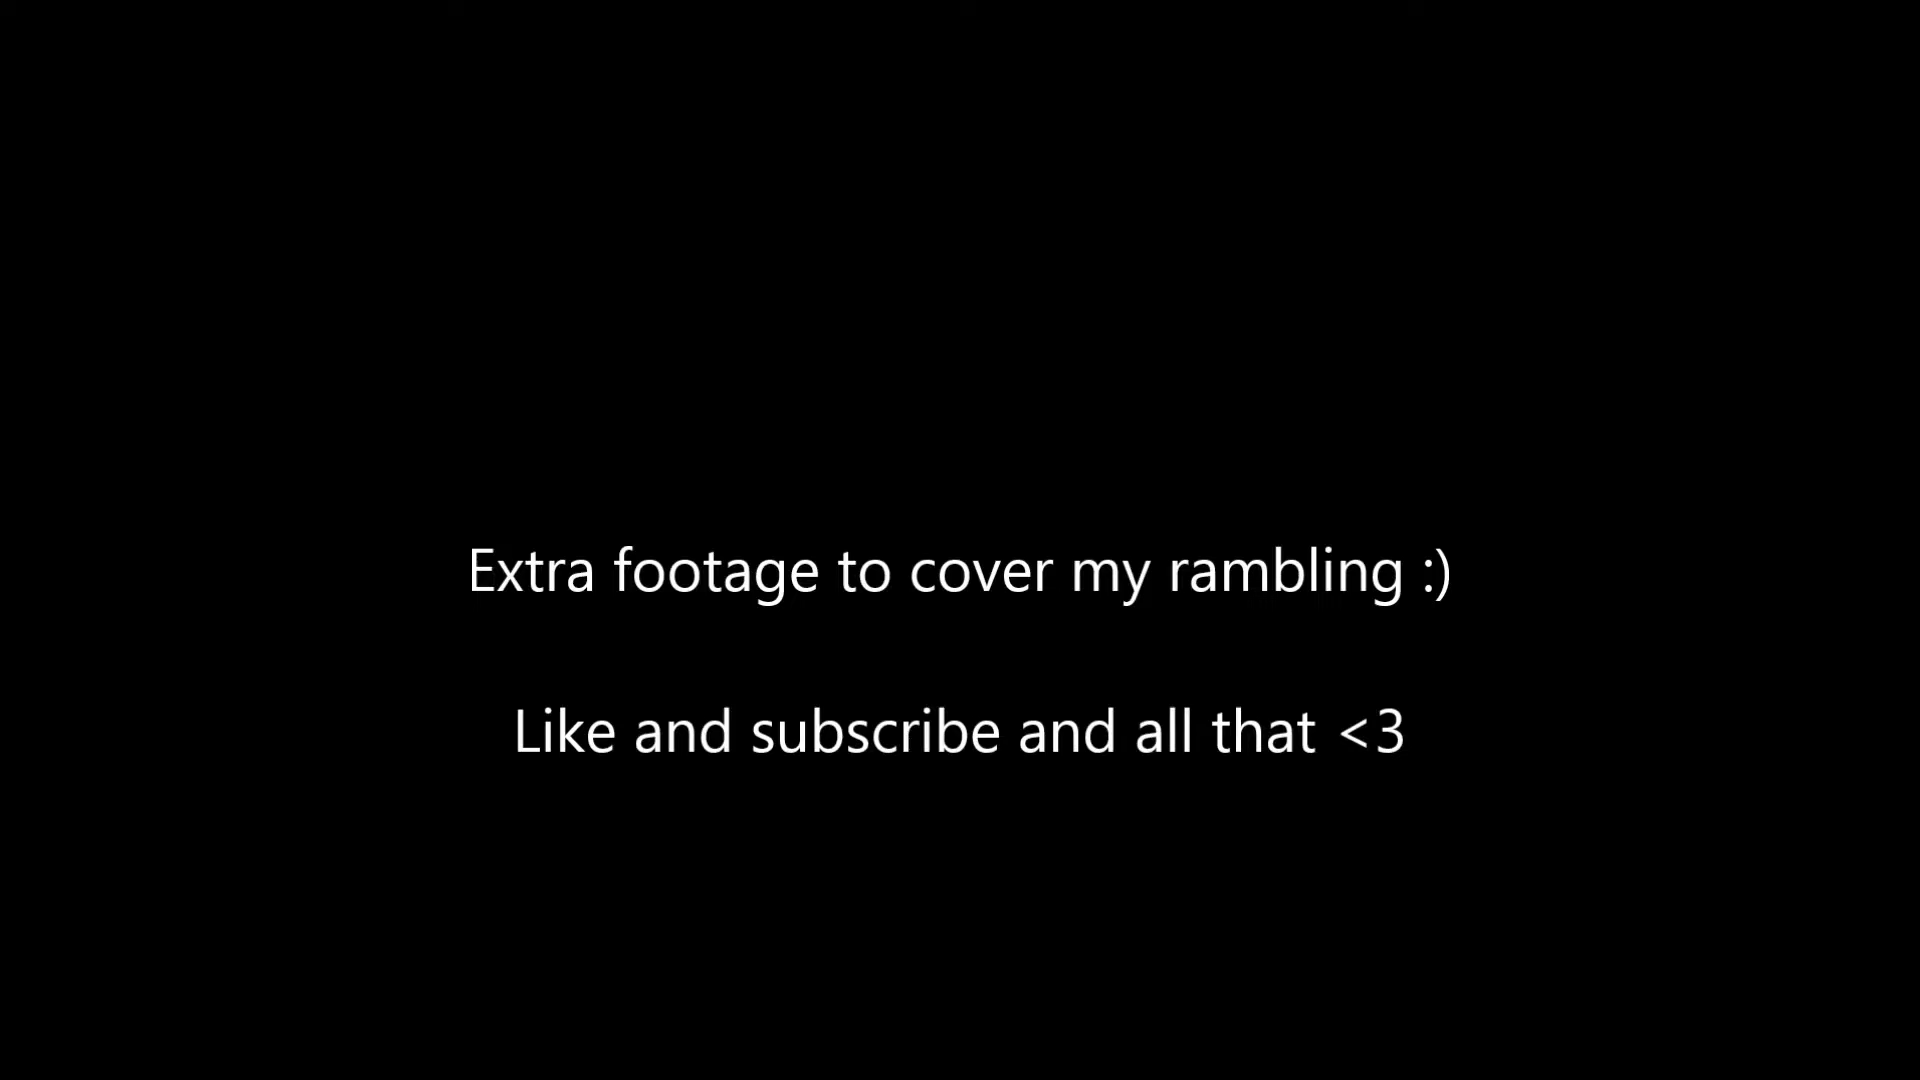 Extra footage to cover my rambling :)
Like and subscribe and all that <3